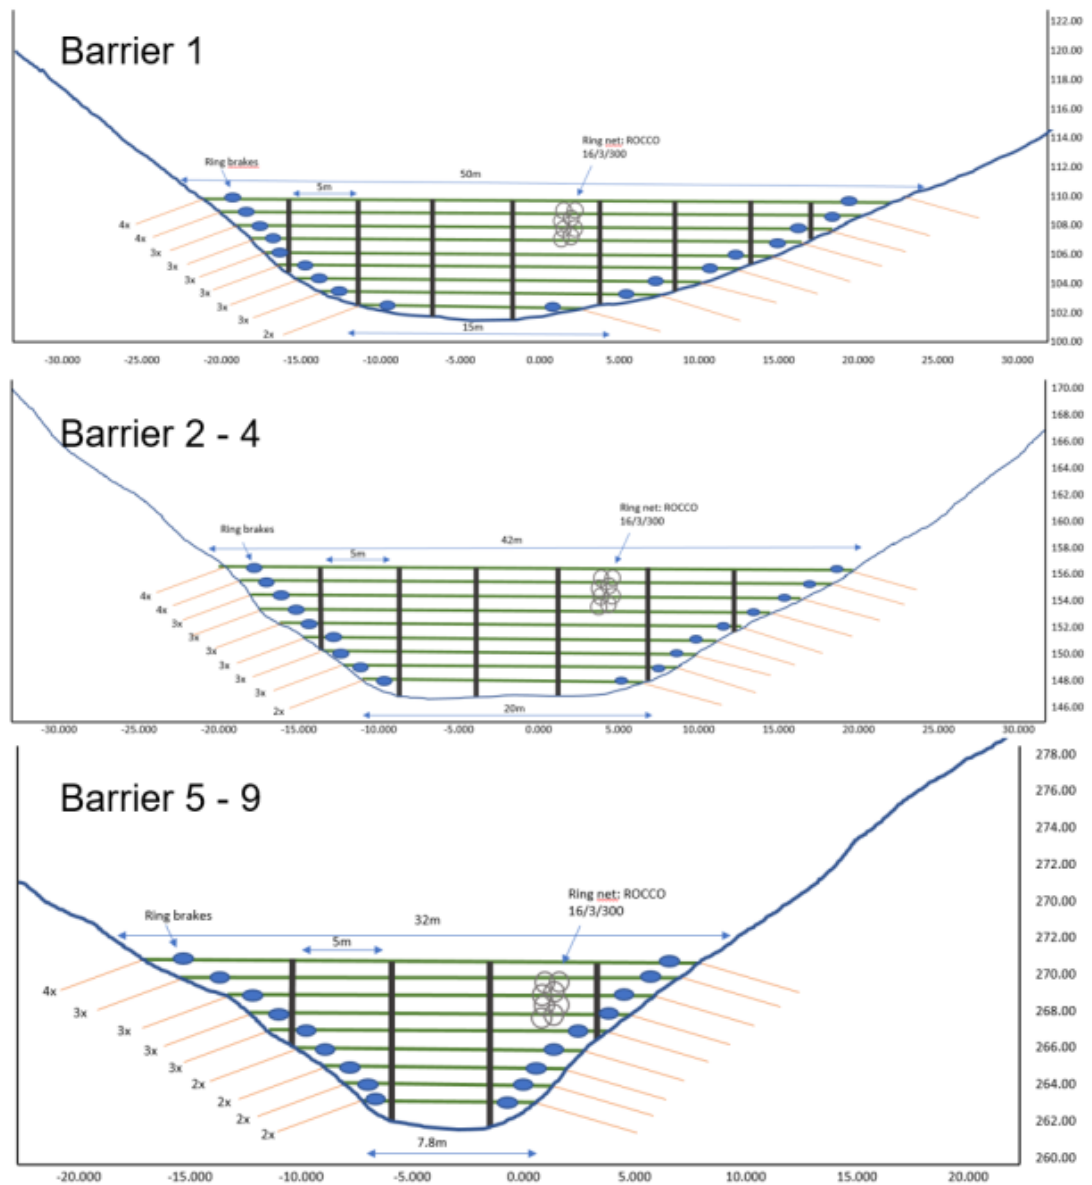 Barrier 1
122.00
120.00
118.00
116.00
114.00
112.00
110.00
108.00
106.00
104.00
102.00
100.00
Ring net: ROCCO
16/3/300
Ring brakes
50m
5m
4x
4x
3x
3x
3x
3x
3x
2x
15m
-30.000 -25.000 -20.000 -15.000 -10.000 -5.000 0.000 5.000 10.000 15.000 20.000 25.000 30.000
Barrier 2 - 4
170.00
168.00
166.00
164.00
162.00
160.00
158.00
156.00
154.00
152.00
150.00
148.00
146.00
Ring net: ROCCO
16/3/300
Ring brakes
42m
5m
4x
4x
3x
3x
3x
3x
3x
3x
2x
20m
-30.000 -25.000 -20.000 -15.000 -10.000 -5.000 0.000 5.000 10.000 15.000 20.000 25.000 30.000
Barrier 5 - 9
278.00
276.00
274.00
272.00
270.00
268.00
266.00
264.00
262.00
260.00
Ring net: ROCCO
16/3/300
Ring brakes
32m
5m
4x
3x
3x
3x
3x
2x
2x
2x
2x
7.8m
-20.000 -15.000 -10.000 -5.000 0.000 5.000 10.000 15.000 20.000